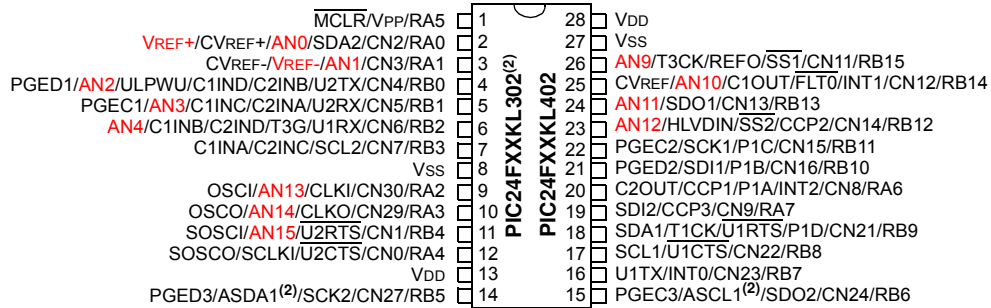 MCLR/VPP/RA5 1
VREF+/CVREF+/AN0/SDA2/CN2/RA0 2
CVREF-/VREF-/AN1/CN3/RA1 3
PGED1/AN2/ULPWU/C1IND/C2INB/U2TX/CN4/RB0 4
PGEC1/AN3/C1INC/C2INA/U2RX/CN5/RB1 5
AN4/C1INB/C2IND/T3G/U1RX/CN6/RB2 6
C1INA/C2INC/SCL2/CN7/RB3 7
VSS 8
OSCI/AN13/CLKI/CN30/RA2 9
OSCO/AN14/CLKO/CN29/RA3 10
SOSCI/AN15/U2RTS/CN1/RB4 11
SOSCO/SCLKI/U2CTS/CN0/RA4 12
VDD 13
PGED3/ASDA1(2)/SCK2/CN27/RB5 14
PIC24FXXKL302(2)
PIC24FXXKL402
28 VDD
27 VSS
26 AN9/T3CK/REFO/SS1/CN11/RB15
25 CVREF/AN10/C1OUT/FLT0/INT1/CN12/RB14
24 AN11/SDO1/CN13/RB13
23 AN12/HLVDIN/SS2/CCP2/CN14/RB12
22 PGEC2/SCK1/P1C/CN15/RB11
21 PGED2/SDI1/P1B/CN16/RB10
20 C2OUT/CCP1/P1A/INT2/CN8/RA6
19 SDI2/CCP3/CN9/RA7
18 SDA1/T1CK/U1RTS/P1D/CN21/RB9
17 SCL1/U1CTS/CN22/RB8
16 U1TX/INT0/CN23/RB7
15 PGEC3/ASCL1(2)/SDO2/CN24/RB6